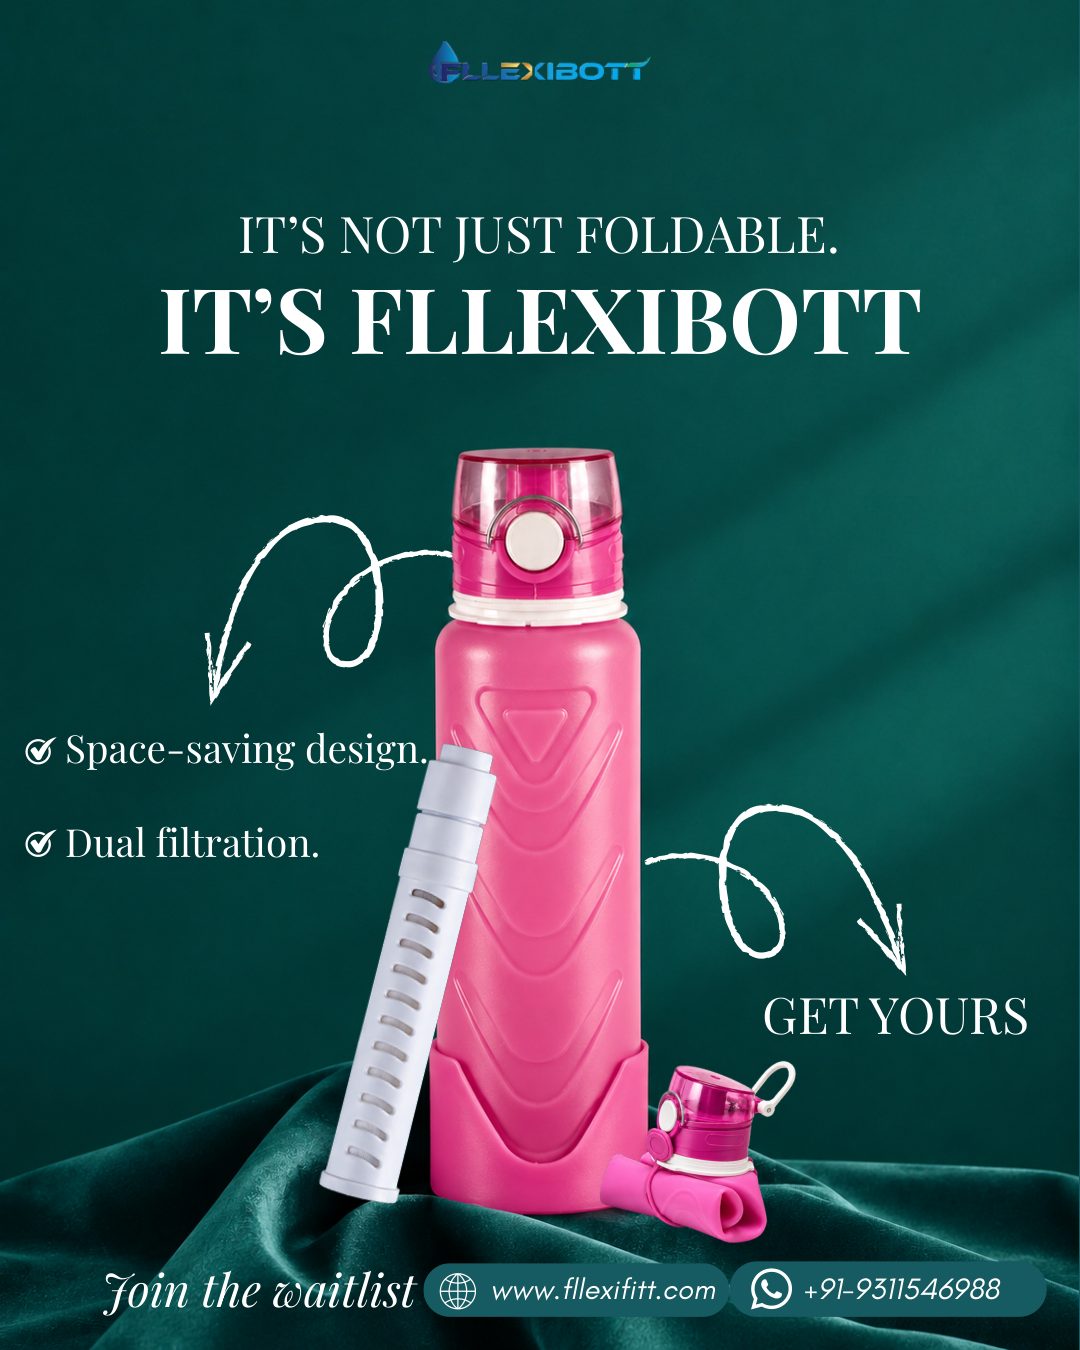 FLLEXIBOTT
IT’S NOT JUST FOLDABLE.
IT’S FLLEXIBOTT
Space-saving design.
Dual filtration.
GET YOURS
Join the waitlist
www.fllexifitt.com
+91-9311546988